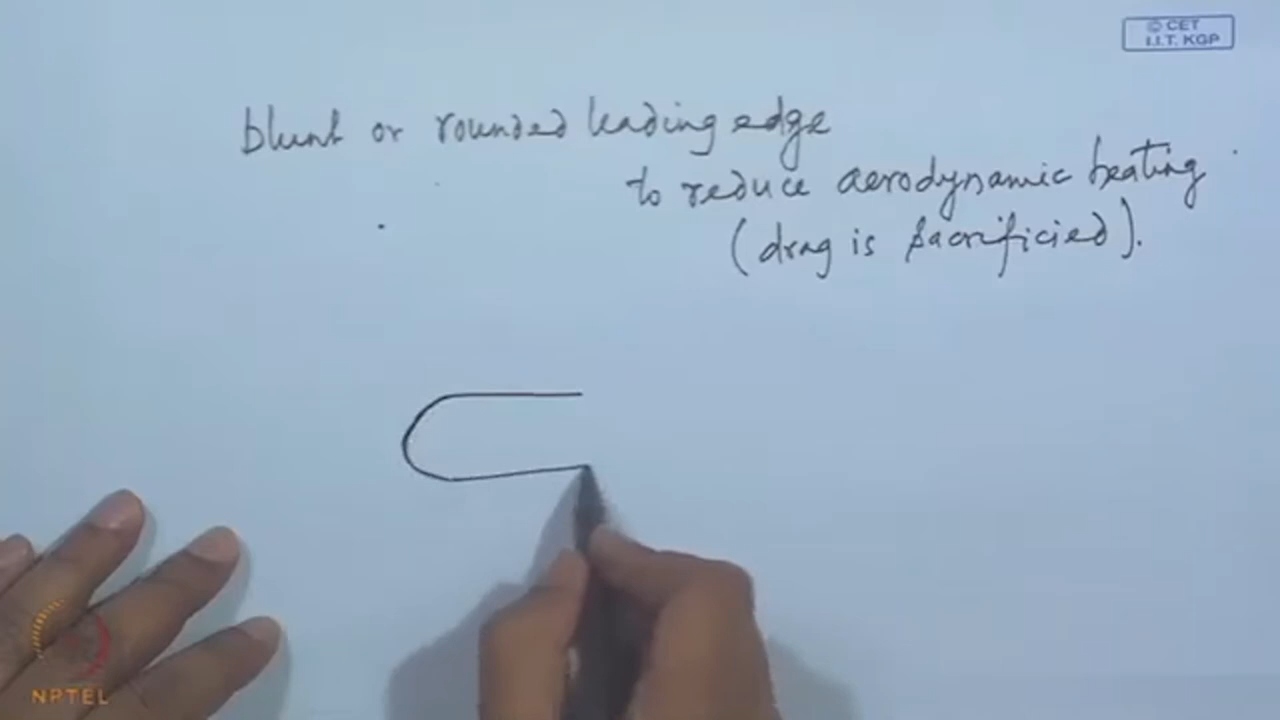 © CET
I.I.T. KGP
blunt or rounded leading edge
to reduce aerodynamic heating
(drag is sacrificied).
NPTEL